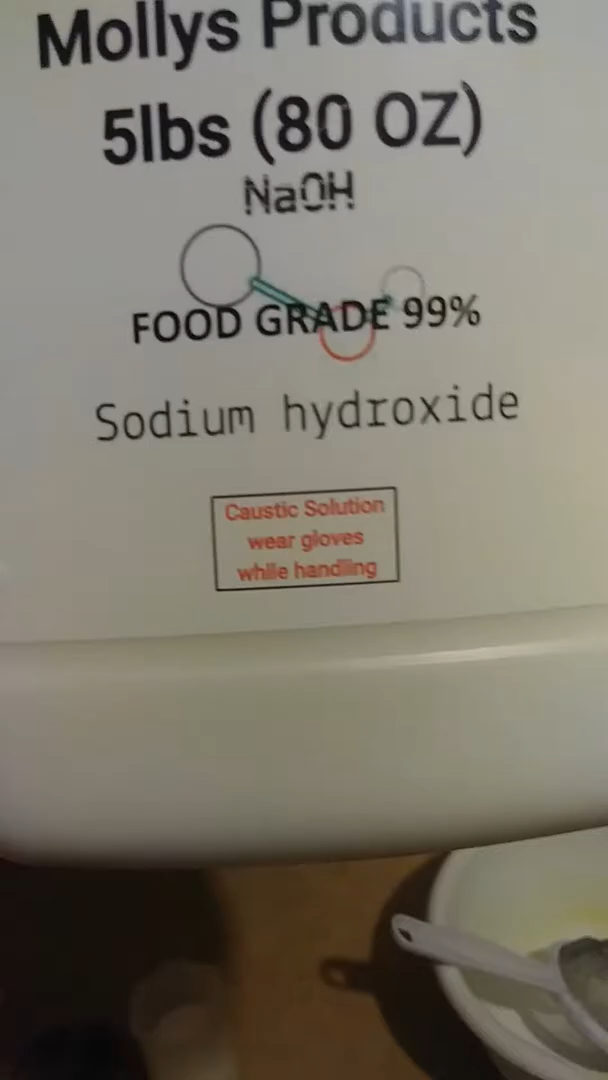 Mollys Products
5lbs (80 OZ)
NaOH
FOOD GRADE 99%
Sodium hydroxide
Caustic Solution
wear gloves
while handling